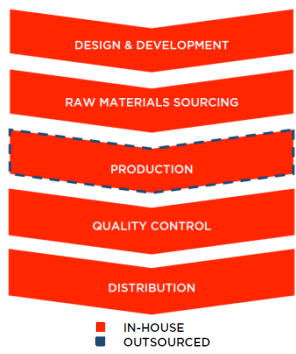 DESIGN & DEVELOPMENT
RAW MATERIALS SOURCING
PRODUCTION
QUALITY CONTROL
DISTRIBUTION
IN-HOUSE
OUTSOURCED